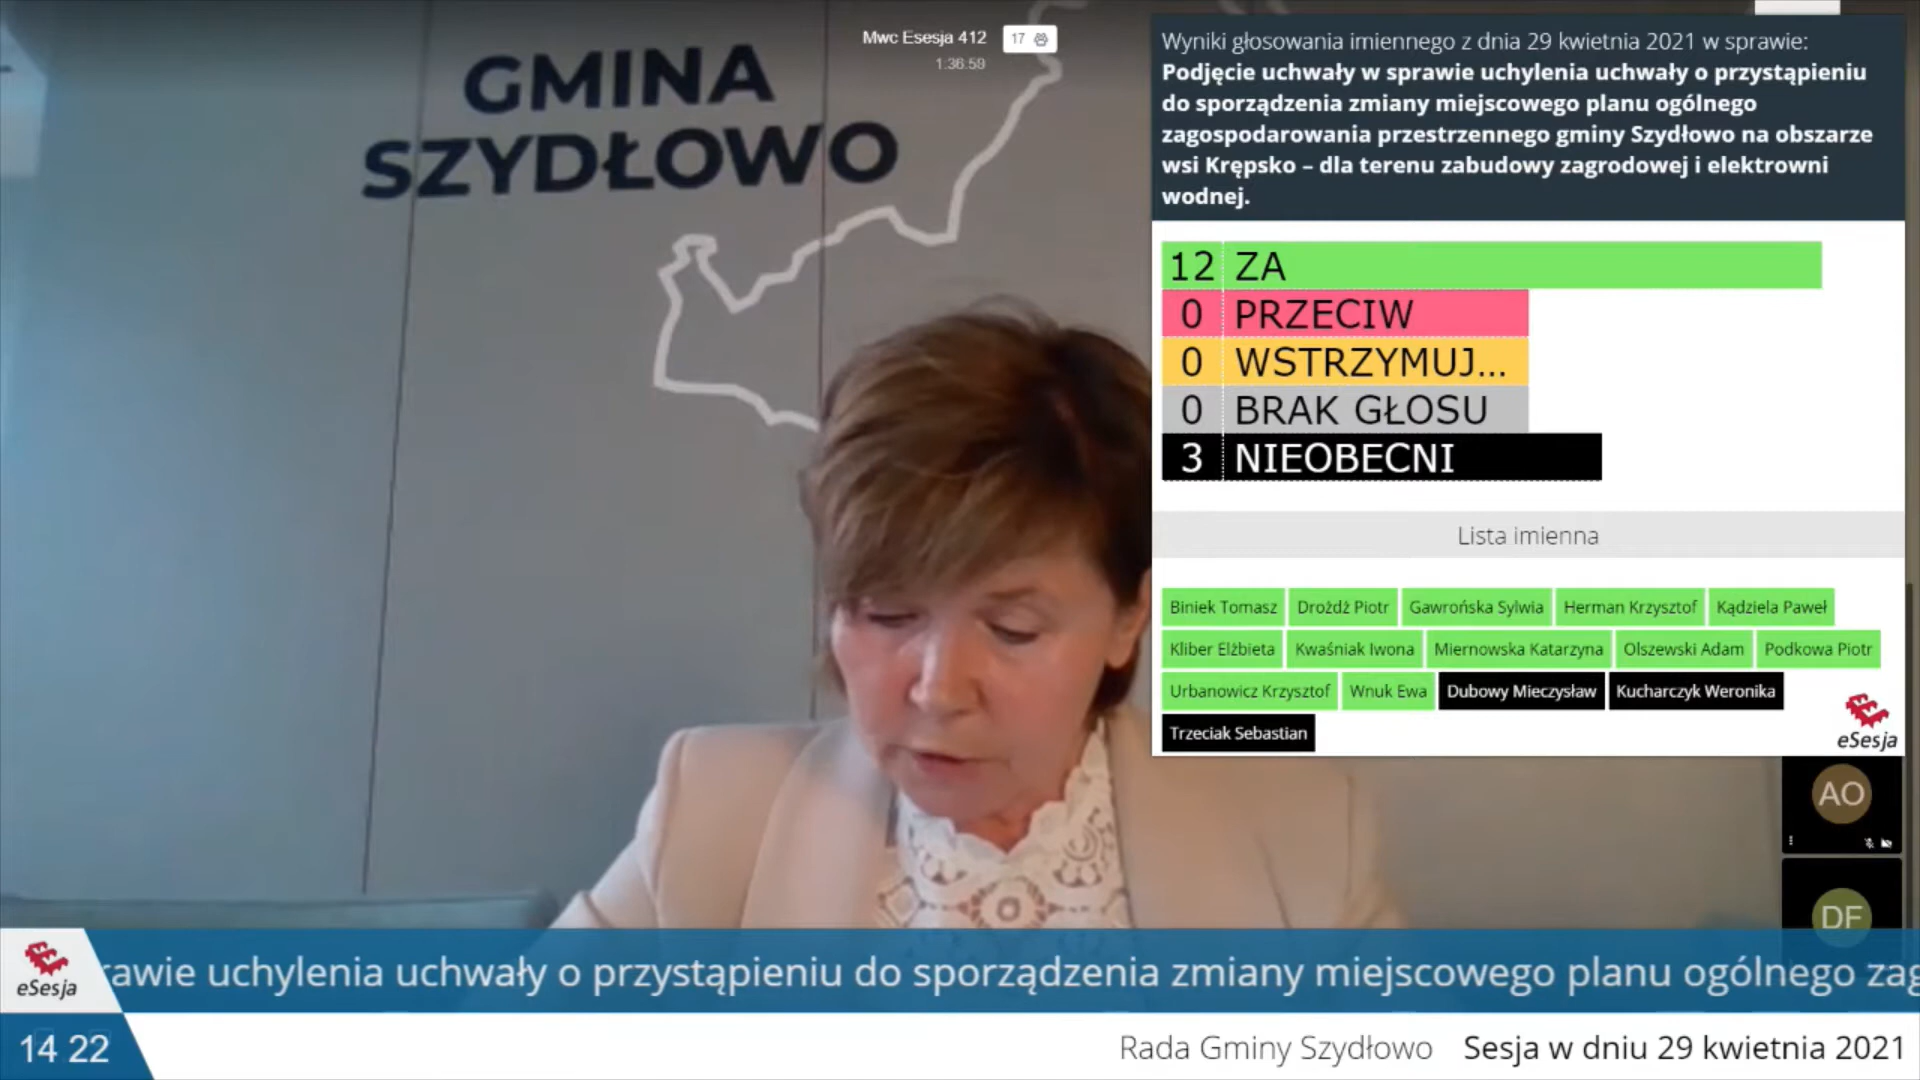 GMINA
SZYDŁOWO
Mwc Esesja 412
17
1:36:59
Wyniki głosowania imiennego z dnia 29 kwietnia 2021 w sprawie:
Podjęcie uchwały w sprawie uchylenia uchwały o przystąpieniu
do sporządzenia zmiany miejscowego planu ogólnego
zagospodarowania przestrzennego gminy Szydłowo na obszarze
wsi Krępsko – dla terenu zabudowy zagrodowej i elektrowni
wodnej.
12 ZA
0 PRZECIW
0 WSTRZYMUJ...
0 BRAK GŁOSU
3 NIEOBECNI
Lista imienna
Biniek Tomasz Drożdż Piotr Gawrońska Sylwia Herman Krzysztof Kądziela Paweł
Kliber Elżbieta Kwaśniak Iwona Miernowska Katarzyna Olszewski Adam Podkowa Piotr
Urbanowicz Krzysztof Wnuk Ewa Dubowy Mieczysław Kucharczyk Weronika
Trzeciak Sebastian
eSesja
AO
DF
eSesja
rawie uchylenia uchwały o przystąpieniu do sporządzenia zmiany miejscowego planu ogólnego zag
14 22
Rada Gminy Szydłowo Sesja w dniu 29 kwietnia 2021